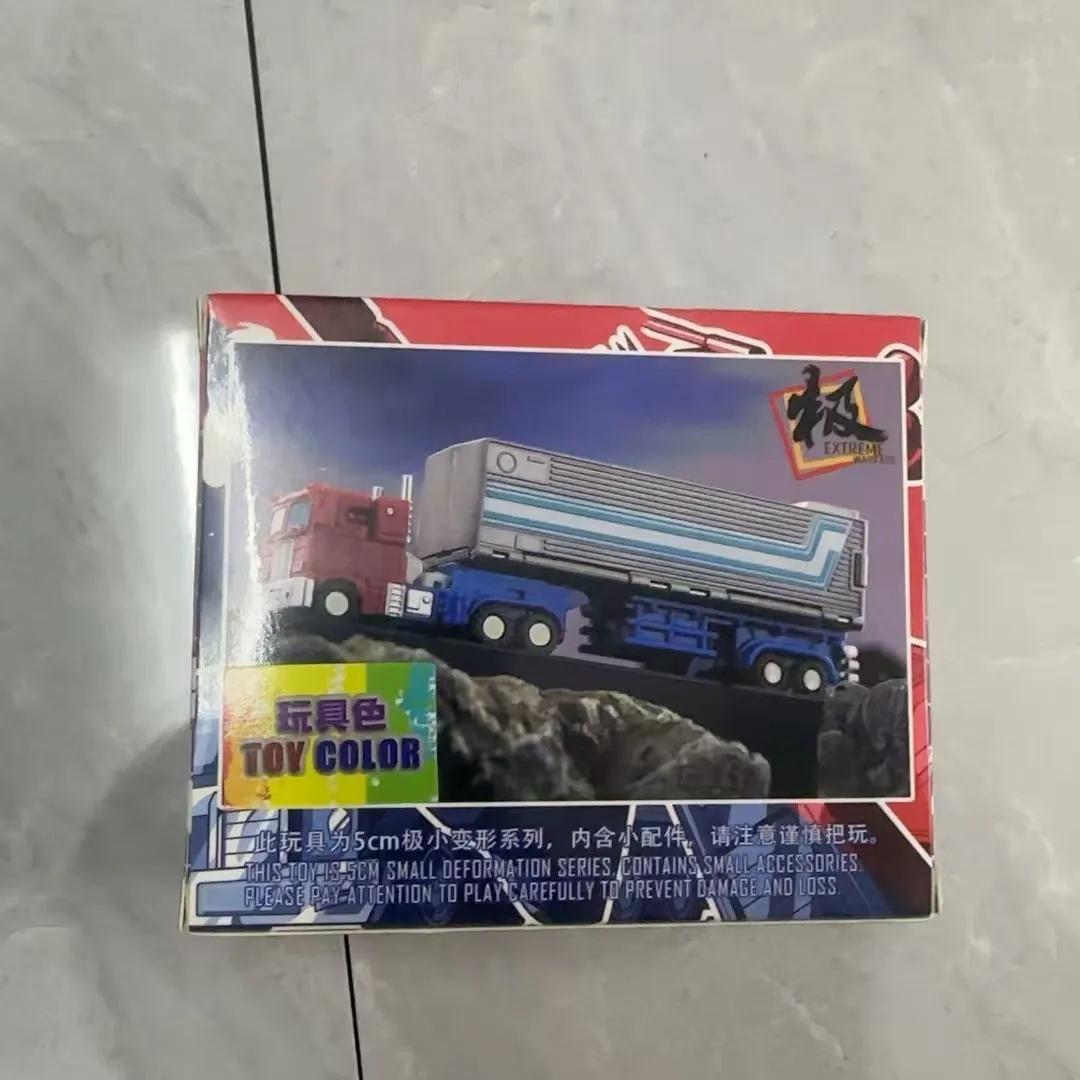 极
EXTREME
WARFARE
玩具色
TOY COLOR
此玩具为5cm极小变形系列，内含小配件，请注意谨慎把玩。
THIS TOY IS 5CM SMALL DEFORMATION SERIES, CONTAINS SMALL ACCESSORIES.
PLEASE PAY ATTENTION TO PLAY CAREFULLY TO PREVENT DAMAGE AND LOSS.